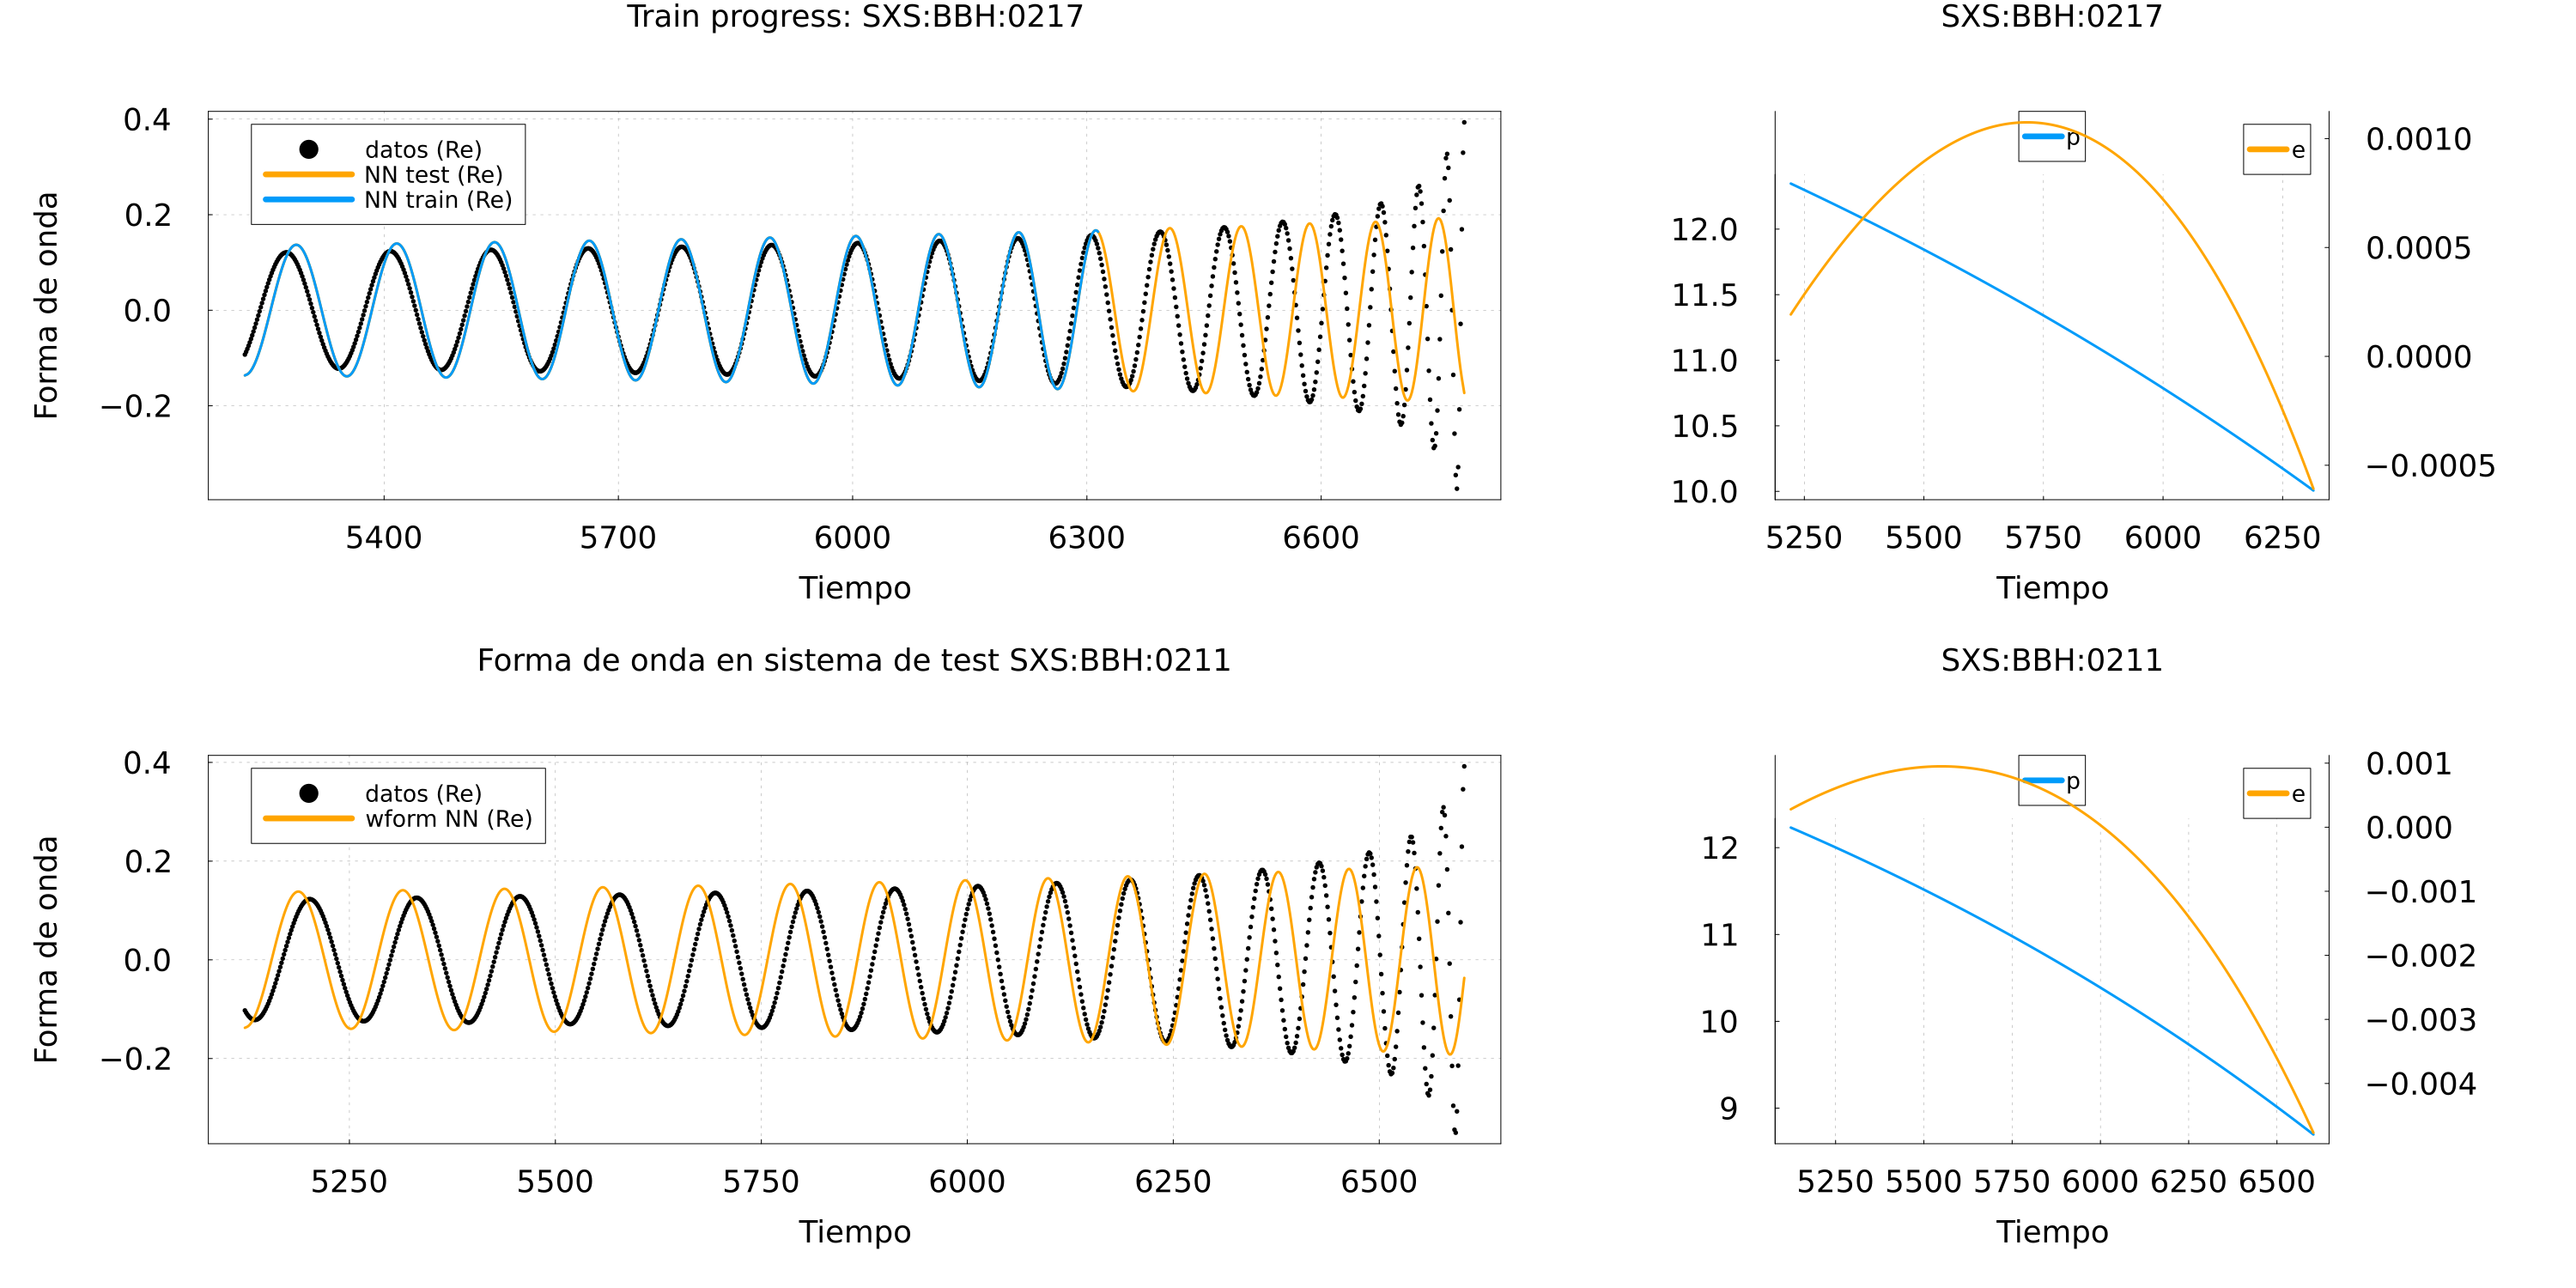 Train progress: SXS:BBH:0217
0.4
0.2
0.0
−0.2
Forma de onda
datos (Re)
NN test (Re)
NN train (Re)
5400 5700 6000 6300 6600
Tiempo
SXS:BBH:0217
12.0
11.5
11.0
10.5
10.0
p
e
0.0010
0.0005
0.0000
−0.0005
5250 5500 5750 6000 6250
Tiempo
Forma de onda en sistema de test SXS:BBH:0211
0.4
0.2
0.0
−0.2
Forma de onda
datos (Re)
wform NN (Re)
5250 5500 5750 6000 6250 6500
Tiempo
SXS:BBH:0211
12
11
10
9
p
e
0.001
0.000
−0.001
−0.002
−0.003
−0.004
5250 5500 5750 6000 6250 6500
Tiempo